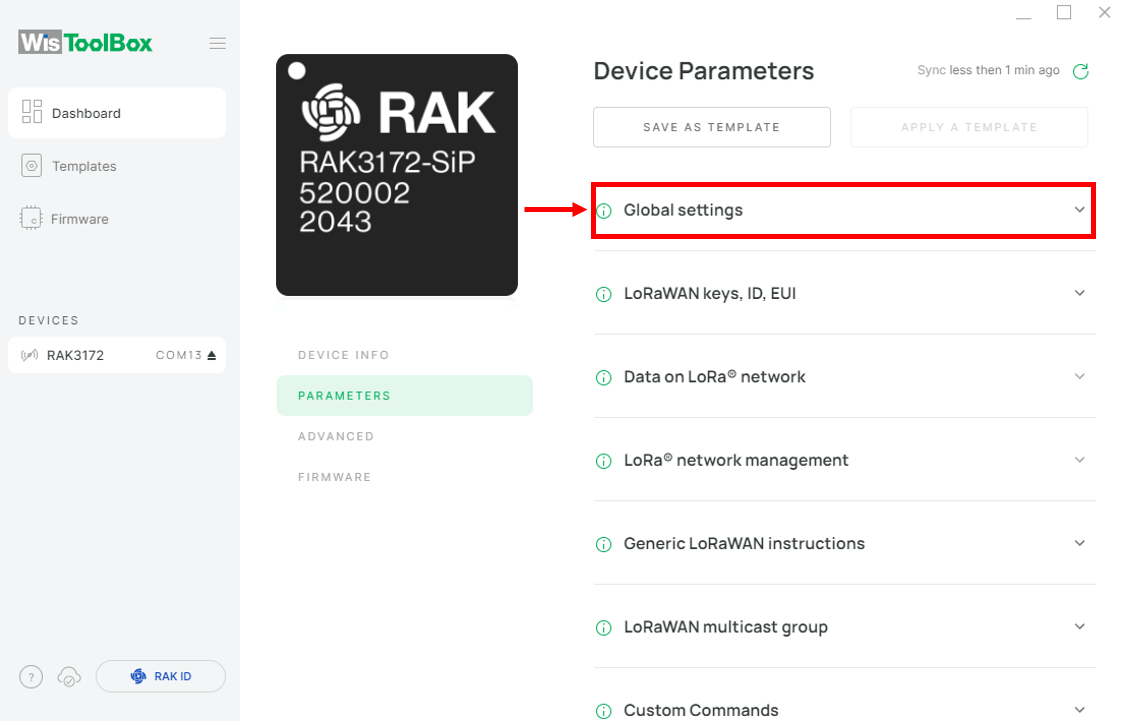 WisToolBox
Dashboard
Templates
Firmware
DEVICES
RAK3172 COM13
? RAK ID
RAK
RAK3172-SiP
520002
2043
DEVICE INFO
PARAMETERS
ADVANCED
FIRMWARE
Device Parameters
Sync less then 1 min ago
SAVE AS TEMPLATE
APPLY A TEMPLATE
Global settings
LoRaWAN keys, ID, EUI
Data on LoRa® network
LoRa® network management
Generic LoRaWAN instructions
LoRaWAN multicast group
Custom Commands